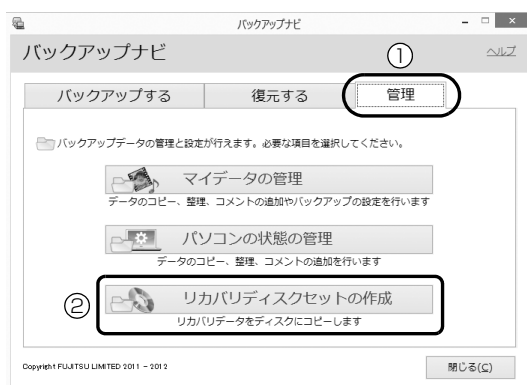 バックアップナビ
バックアップナビ
ヘルプ
①
バックアップする
復元する
管理
バックアップデータの管理と設定が行えます。必要な項目を選択してください。
マイデータの管理
データのコピー、整理、コメントの追加やバックアップの設定を行います
パソコンの状態の管理
データのコピー、整理、コメントの追加を行います
②
リカバリディスクセットの作成
リカバリデータをディスクにコピーします
Copyright FUJITSU LIMITED 2011 - 2012
閉じる(C)